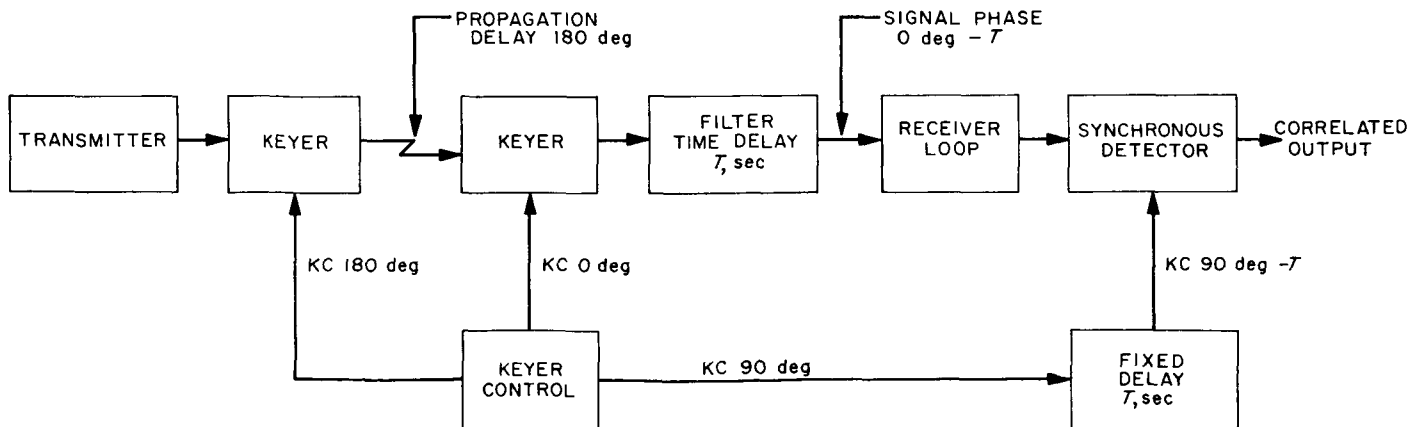 PROPAGATION
DELAY 180 deg
SIGNAL PHASE
0 deg - T
TRANSMITTER
KEYER
KEYER
FILTER
TIME DELAY
T, sec
RECEIVER
LOOP
SYNCHRONOUS
DETECTOR
CORRELATED
OUTPUT
KC 180 deg
KC 0 deg
KC 90 deg -T
KEYER
CONTROL
KC 90 deg
FIXED
DELAY
T, sec